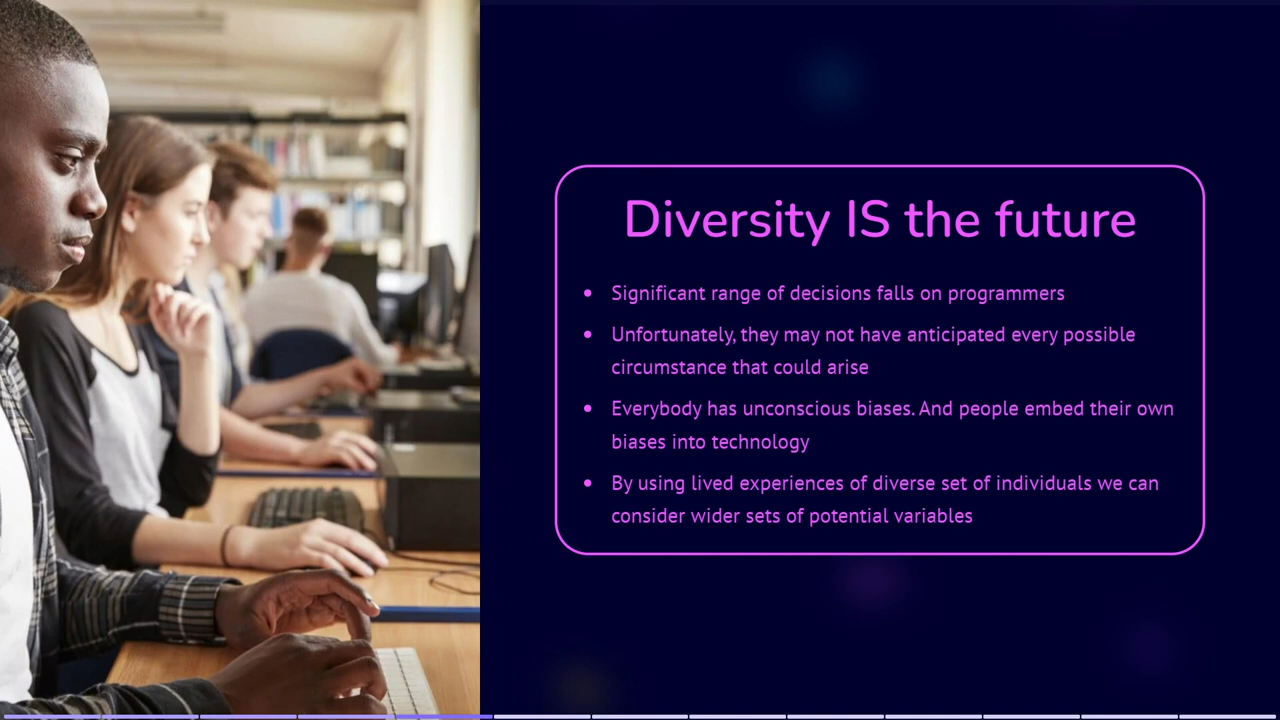 Diversity IS the future
• Significant range of decisions falls on programmers
• Unfortunately, they may not have anticipated every possible
circumstance that could arise
• Everybody has unconscious biases. And people embed their own
biases into technology
• By using lived experiences of diverse set of individuals we can
consider wider sets of potential variables